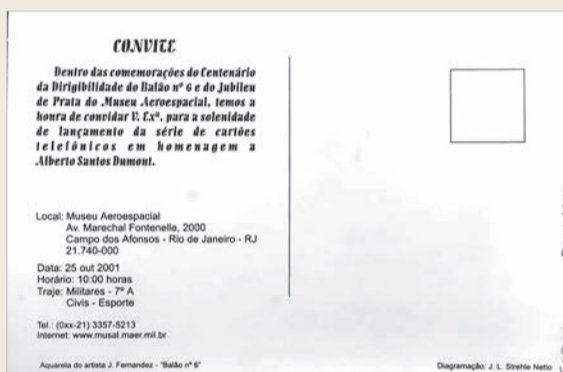 CONVITE
Dentro das comemorações do Centenário
da Dirigibilidade do Balão nº 6 e do Jubileu
de Prata do Museu Aeroespacial, temos a
honra de convidar V. Exª. para a solenidade
de lançamento da série de cartões
telefônicos em homenagem a
Alberto Santos Dumont.
Local: Museu Aeroespacial
Av. Marechal Fontenelle, 2000
Campo dos Afonsos - Rio de Janeiro - RJ
21.740-000
Data: 25 out 2001
Horário: 10:00 horas
Traje: Militares - 7º A
Civis - Esporte
Tel.: (0xx-21) 3357-5213
Internet: www.musal.maer.mil.br
Aquarela do artista J. Fernandez - "Balão nº 6"
Diagramação: J. L. Strehle Netto